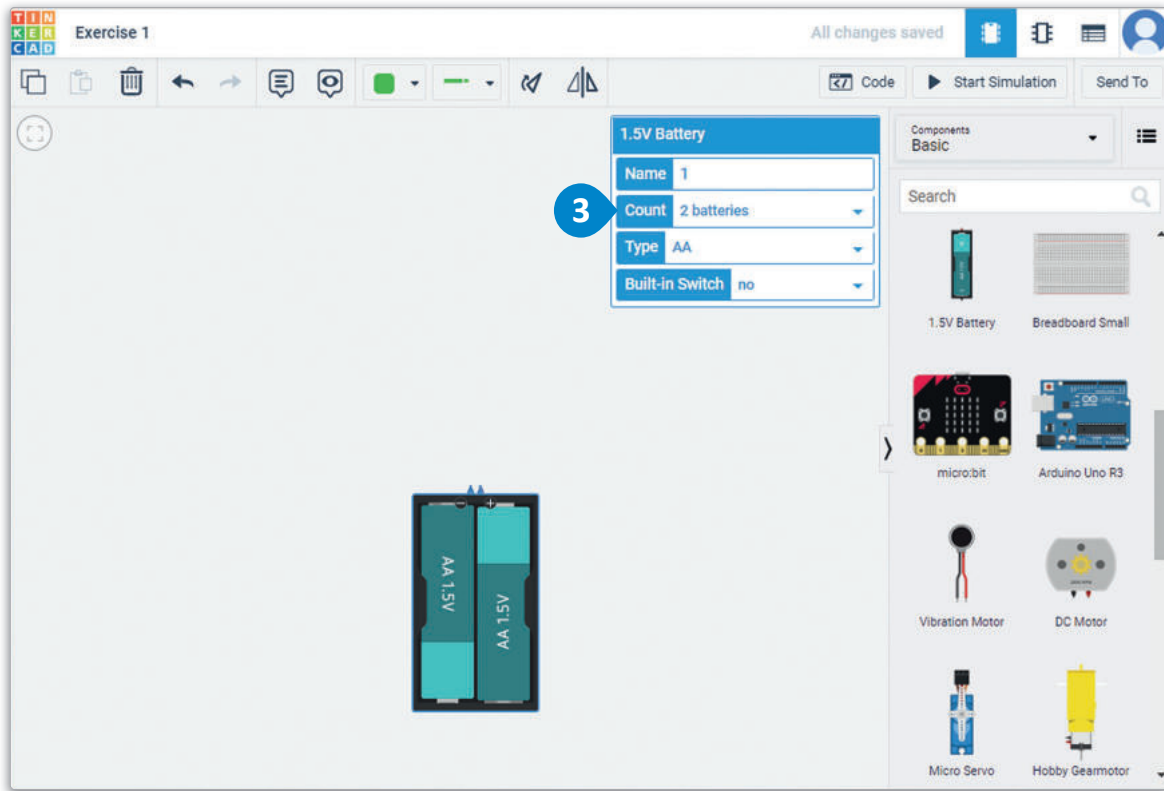 TIN
KER
CAD
Exercise 1
All changes saved
Code
Start Simulation
Send To
1.5V Battery
Name 1
3
Count 2 batteries
Type AA
Built-in Switch no
Components
Basic
Search
1.5V Battery
Breadboard Small
micro:bit
Arduino Uno R3
Vibration Motor
DC Motor
Micro Servo
Hobby Gearmotor
AA 1.5V
AA 1.5V